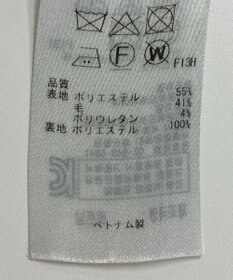 F
W
F13H
品質
表地 ポリエステル 55%
毛 41%
ポリウレタン 4%
裏地 ポリエステル 100%
ベトナム製